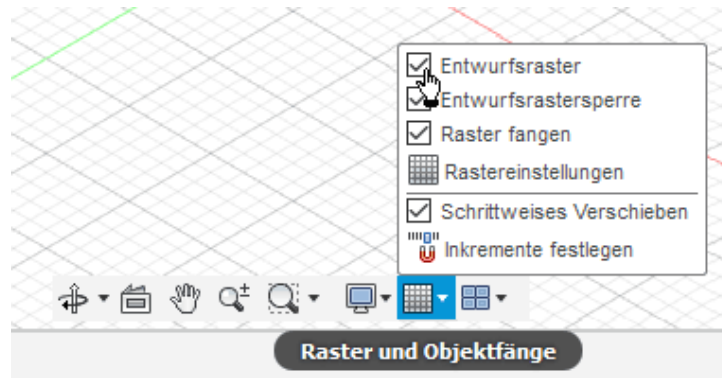 Entwurfsraster
Entwurfsrastersperre
Raster fangen
Rastereinstellungen
Schrittweises Verschieben
Inkremente festlegen
Raster und Objektfänge